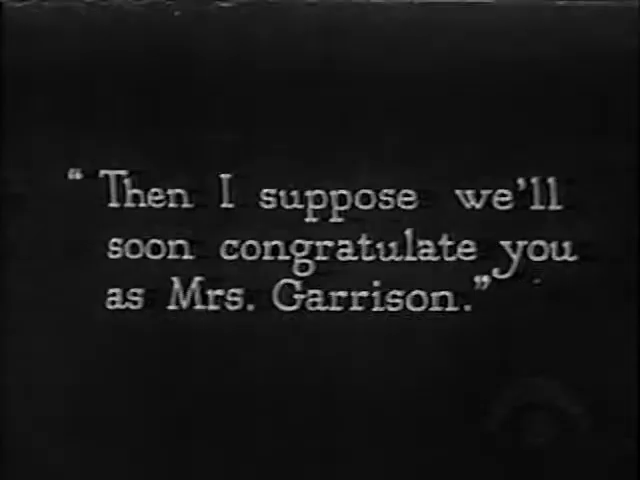 “Then I suppose we'll
soon congratulate you
as Mrs. Garrison.”